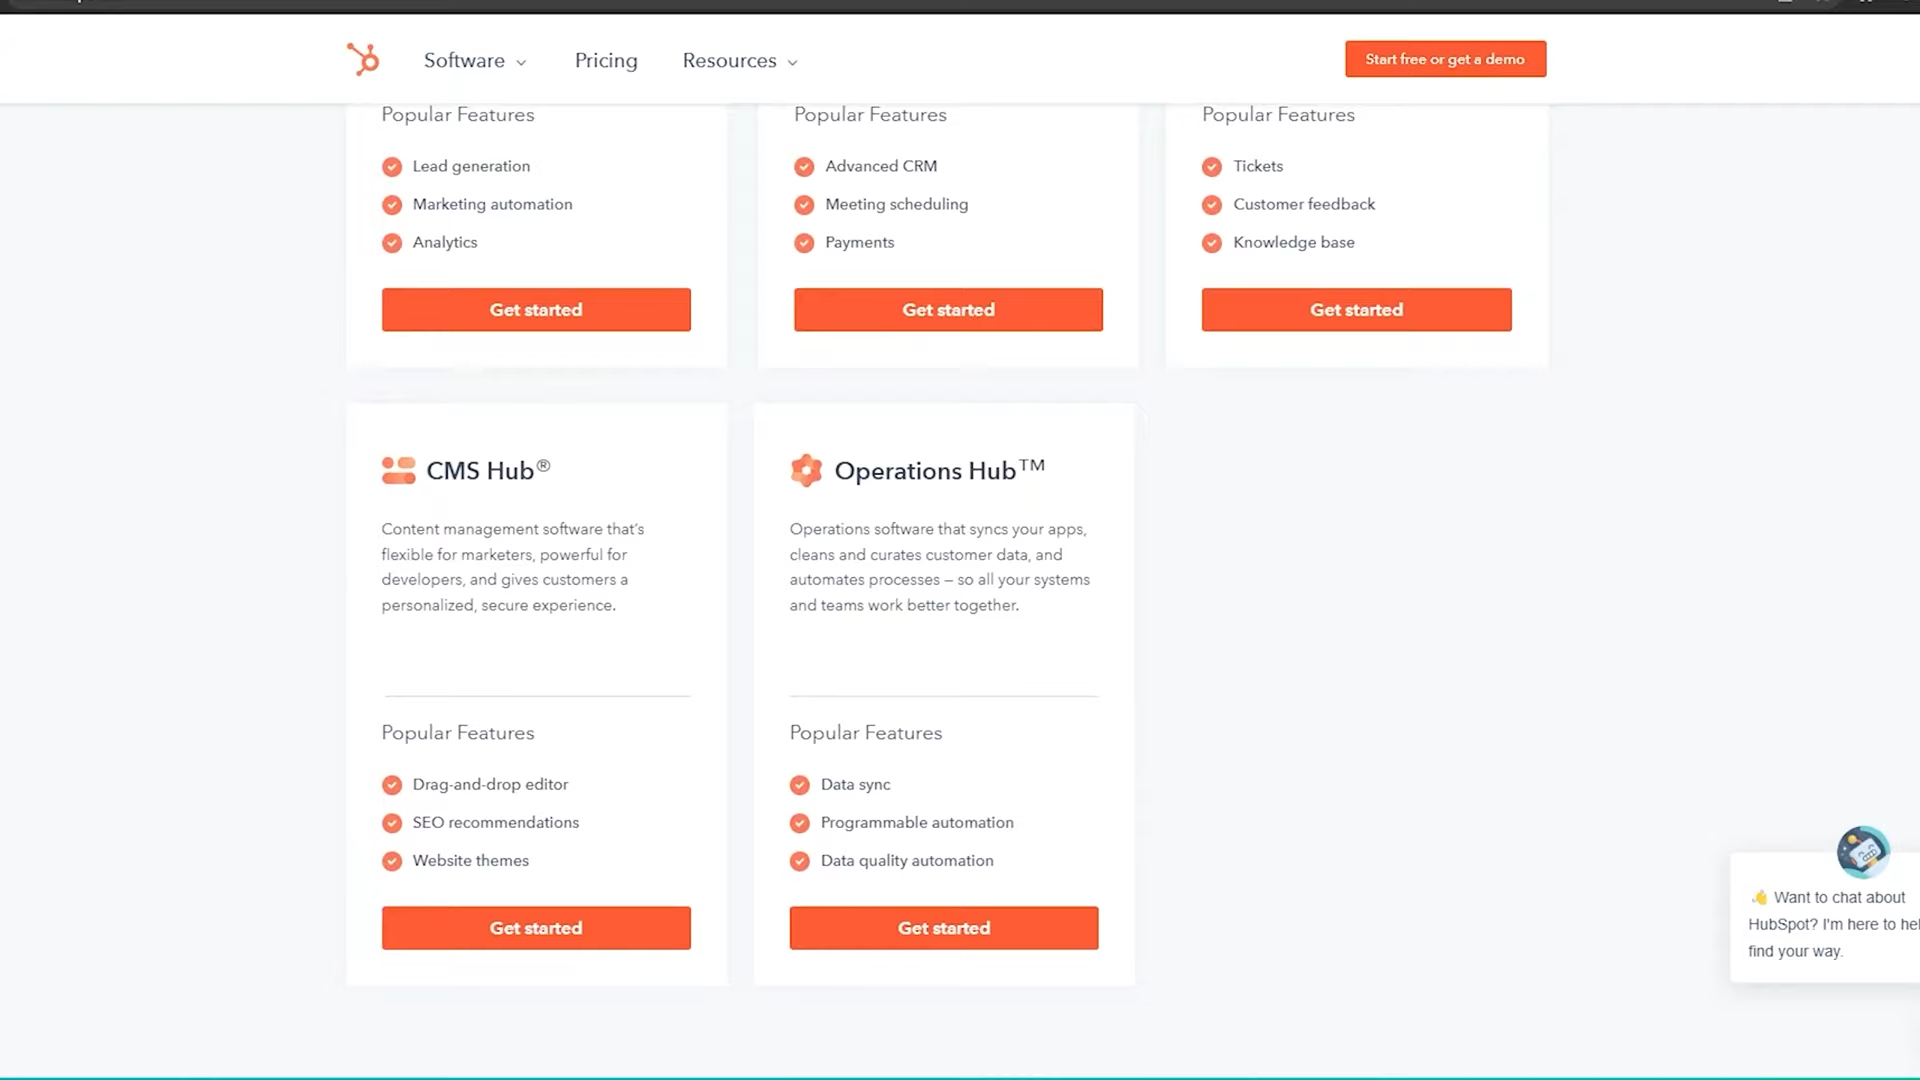 Software
Pricing
Resources
Start free or get a demo
Popular Features
Lead generation
Marketing automation
Analytics
Get started
Popular Features
Advanced CRM
Meeting scheduling
Payments
Get started
Popular Features
Tickets
Customer feedback
Knowledge base
Get started
CMS Hub®
Content management software that's
flexible for marketers, powerful for
developers, and gives customers a
personalized, secure experience.
Popular Features
Drag-and-drop editor
SEO recommendations
Website themes
Get started
Operations Hub™
Operations software that syncs your apps,
cleans and curates customer data, and
automates processes – so all your systems
and teams work better together.
Popular Features
Data sync
Programmable automation
Data quality automation
Get started
👋 Want to chat about
HubSpot? I'm here to hel
find your way.